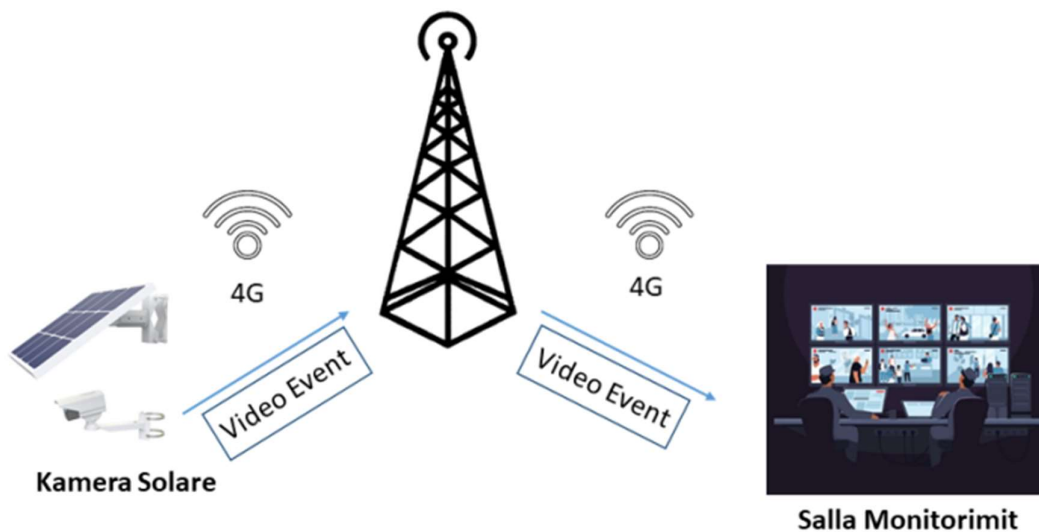 4G
4G
Video Event
Video Event
Kamera Solare
Salla Monitorimit